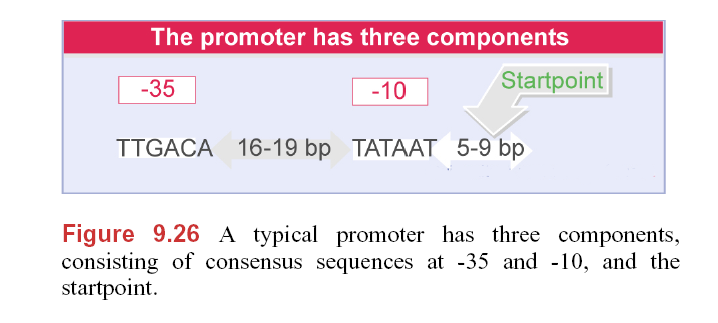 The promoter has three components
-35 -10 Startpoint
TTGACA 16-19 bp TATAAT 5-9 bp
Figure 9.26 A typical promoter has three components,
consisting of consensus sequences at -35 and -10, and the
startpoint.